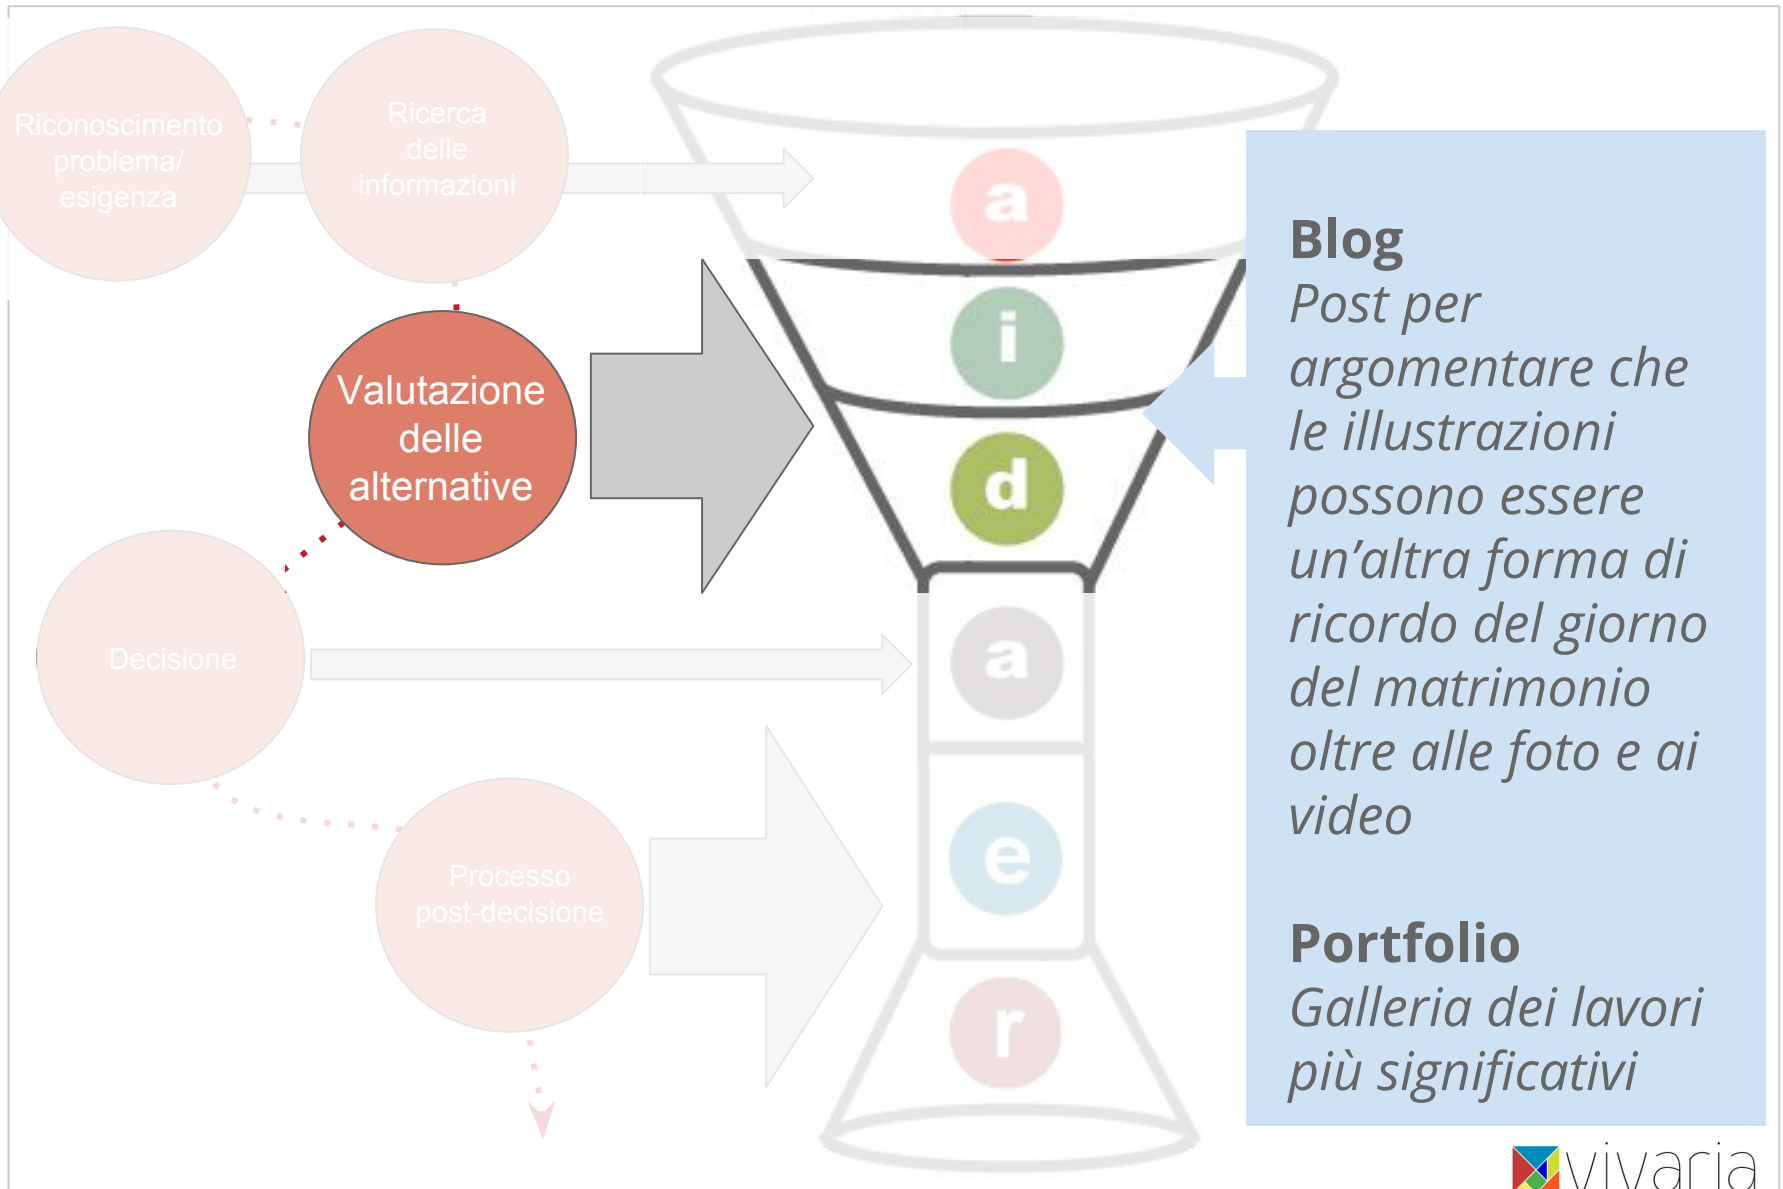 Riconoscimento
problema/
esigenza
Ricerca
delle
informazioni
Valutazione
delle
alternative
Decisione
Processo
post-decisione
a
i
d
a
e
r
Blog
Post per
argomentare che
le illustrazioni
possono essere
un’altra forma di
ricordo del giorno
del matrimonio
oltre alle foto e ai
video
Portfolio
Galleria dei lavori
più significativi
vivaria